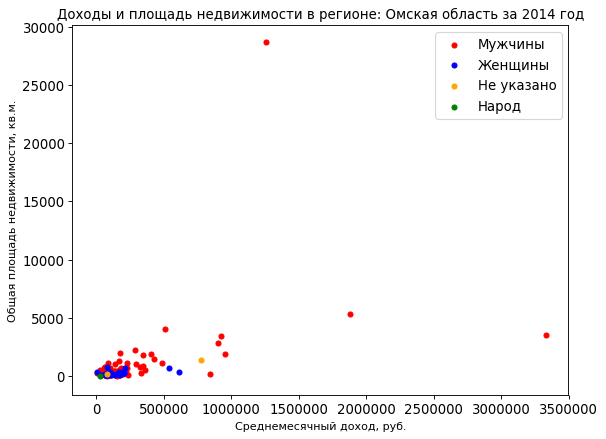 Доходы и площадь недвижимости в регионе: Омская область за 2014 год
Мужчины
Женщины
Не указано
Народ
Общая площадь недвижимости, кв.м.
30000
25000
20000
15000
10000
5000
0
0 500000 1000000 1500000 2000000 2500000 3000000 3500000
Среднемесячный доход, руб.